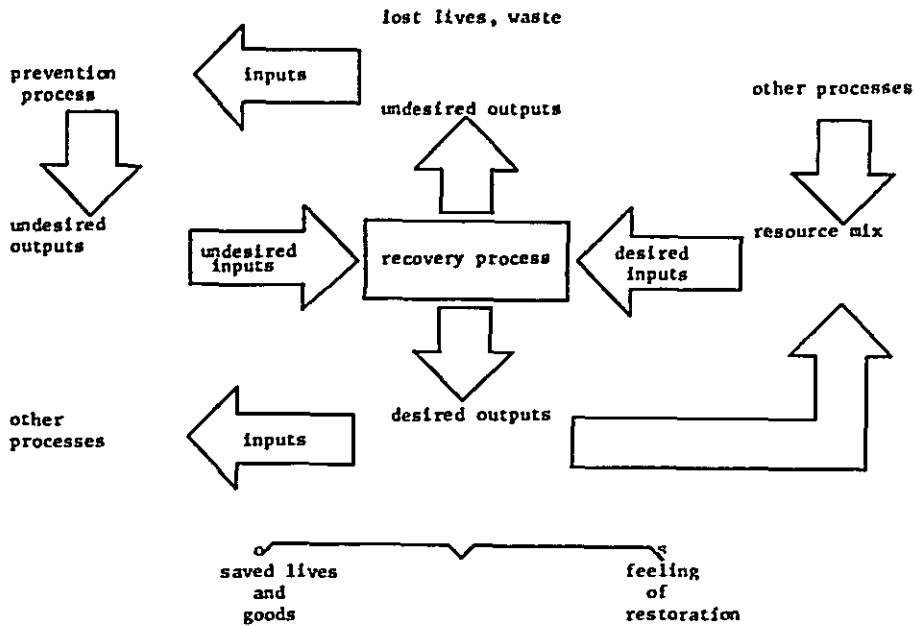 lost lives, waste
prevention
process
inputs
undesired outputs
other processes
undesired
outputs
undesired
inputs
recovery process
desired
inputs
resource mix
desired outputs
other
processes
inputs
saved lives
and
goods
feeling
of
restoration